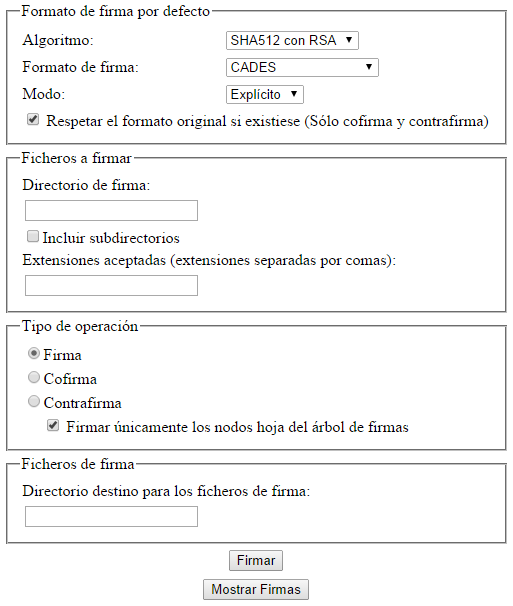 Formato de firma por defecto
Algoritmo: SHA512 con RSA
Formato de firma: CADES
Modo: Explícito
Respetar el formato original si existiese (Sólo cofirma y contrafirma)
Ficheros a firmar
Directorio de firma:
Incluir subdirectorios
Extensiones aceptadas (extensiones separadas por comas):
Tipo de operación
Firma
Cofirma
Contrafirma
Firmar únicamente los nodos hoja del árbol de firmas
Ficheros de firma
Directorio destino para los ficheros de firma:
Firmar
Mostrar Firmas